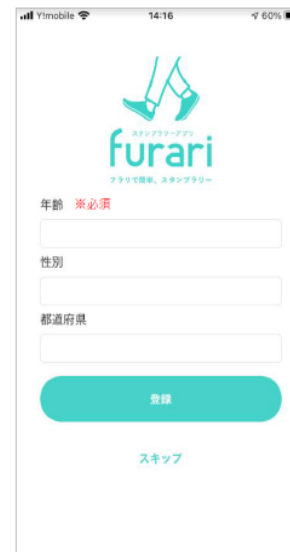 Y!mobile 14:16 60%
スタンプラリーアプリ
furari
フラリで簡単、スタンプラリー
年齢 ※必須
性別
都道府県
登録
スキップ